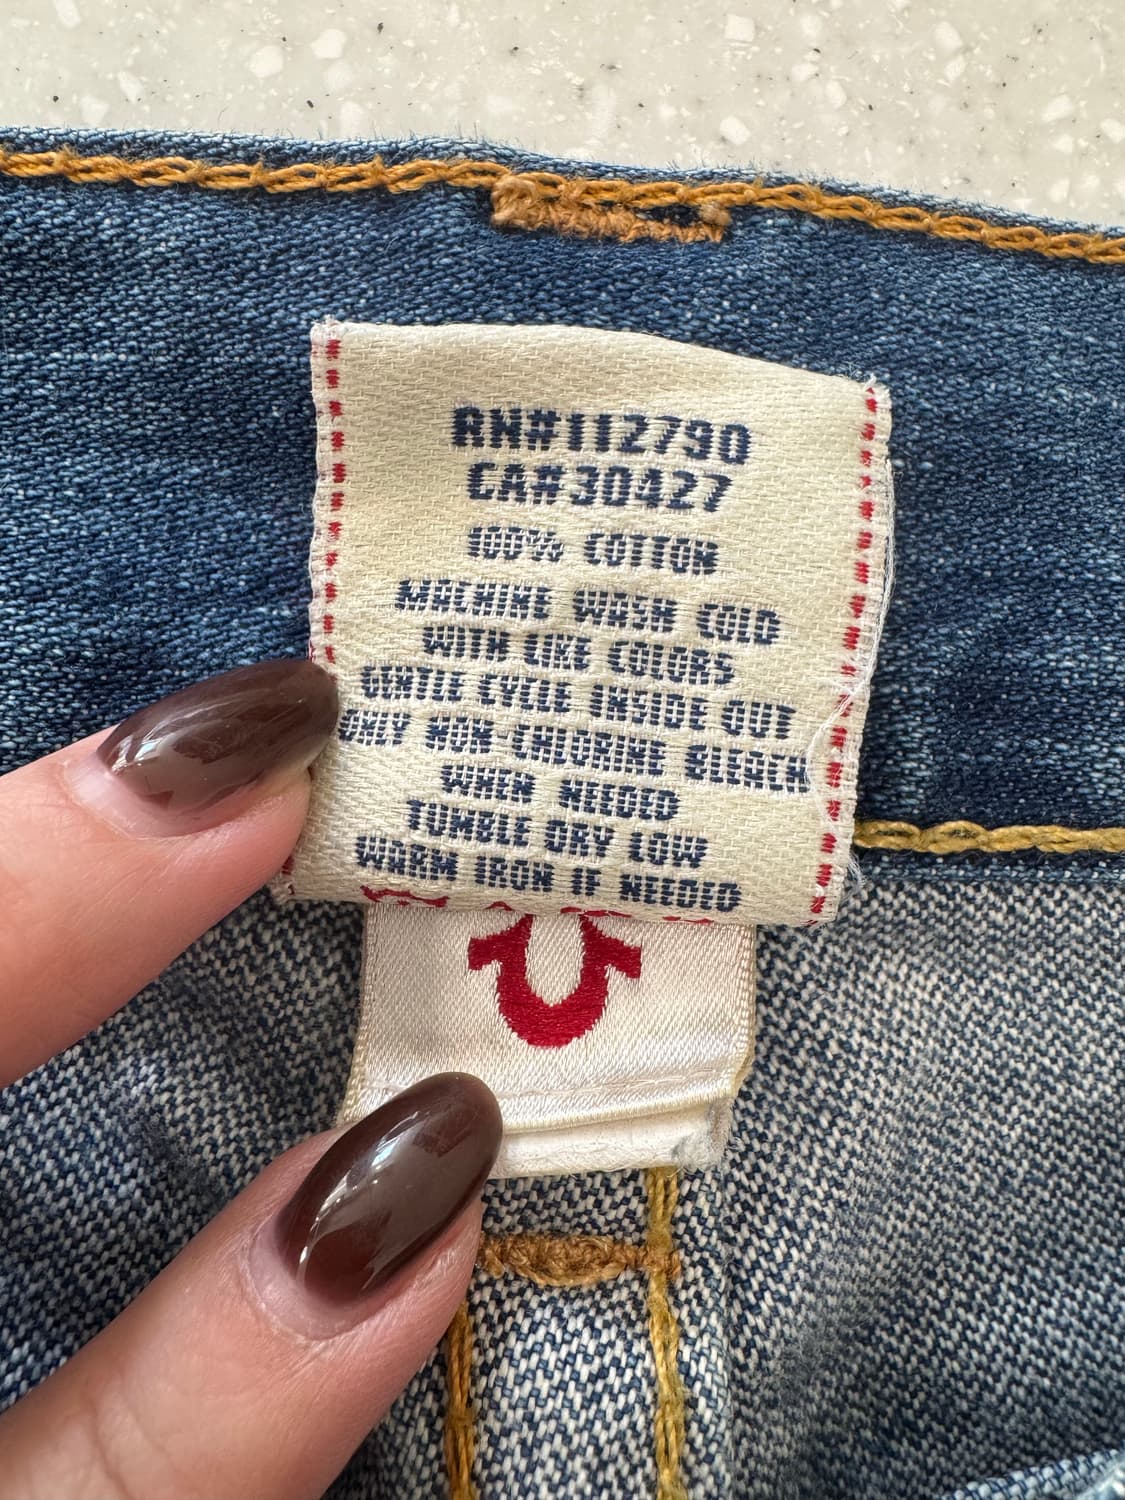 RN#112790
CA#30427
100% COTTON
MACHINE WASH COLD
WITH LIKE COLORS
GENTLE CYCLE INSIDE OUT
ONLY NON-CHLORINE BLEACH
WHEN NEEDED
TUMBLE DRY LOW
WARM IRON IF NEEDED